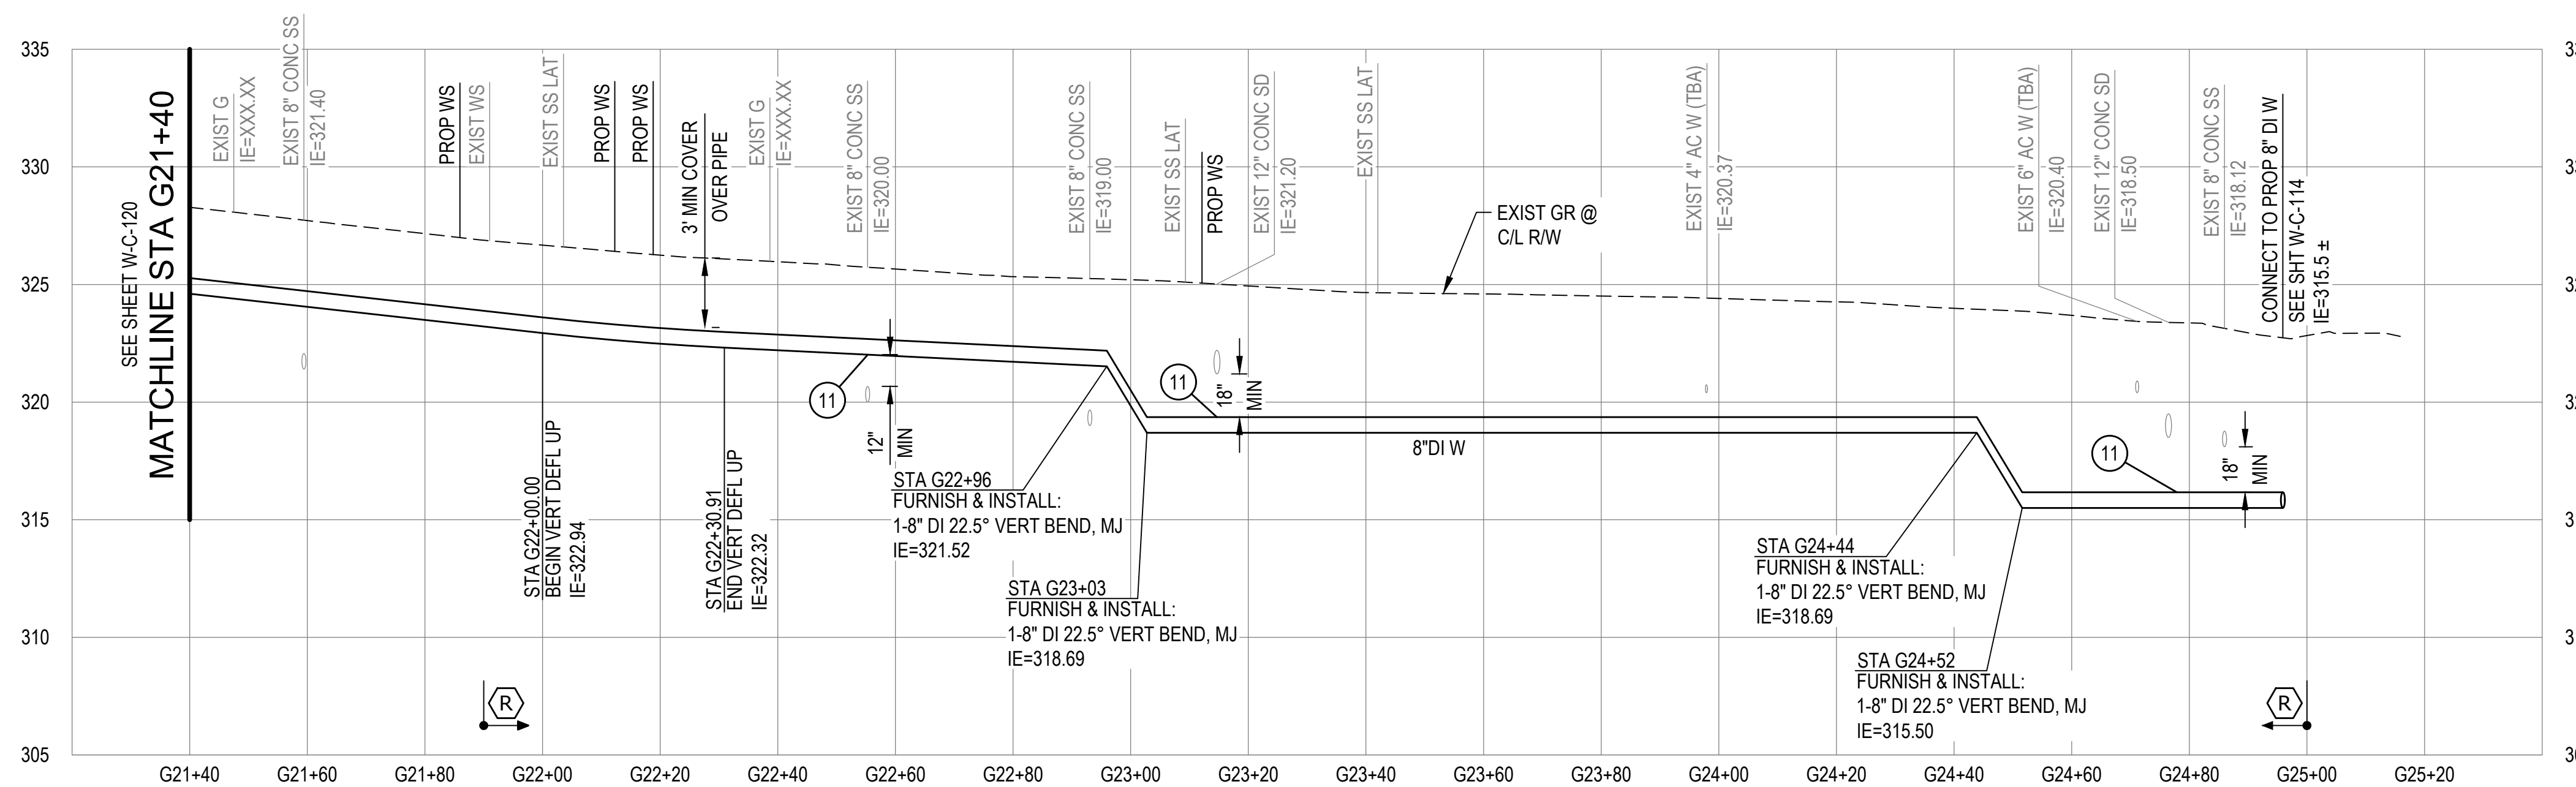 335
330
325
320
315
310
305
SEE SHEET W-C-120
MATCHLINE STA G21+40
EXIST G
IE=XXX.XX
EXIST 8" CONC SS
IE=321.40
PROP WS
EXIST WS
EXIST SS LAT
PROP WS
PROP WS
3' MIN COVER
OVER PIPE
EXIST G
IE=XXX.XX
EXIST 8" CONC SS
IE=320.00
EXIST 8" CONC SS
IE=319.00
EXIST SS LAT
PROP WS
EXIST 12" CONC SD
IE=321.20
EXIST SS LAT
EXIST GR @
C/L R/W
EXIST 4" AC W (TBA)
IE=320.37
EXIST 6" AC W (TBA)
IE=320.40
EXIST 12" CONC SD
IE=318.50
EXIST 8" CONC SS
IE=318.12
CONNECT TO PROP 8" DI W
SEE SHT W-C-114
IE=315.5 ±
STA G22+00.00
BEGIN VERT DEFL UP
IE=322.94
STA G22+30.91
END VERT DEFL UP
IE=322.32
11
12"
MIN
STA G22+96
FURNISH & INSTALL:
1-8" DI 22.5° VERT BEND, MJ
IE=321.52
11
18"
MIN
8"DI W
STA G23+03
FURNISH & INSTALL:
1-8" DI 22.5° VERT BEND, MJ
IE=318.69
STA G24+44
FURNISH & INSTALL:
1-8" DI 22.5° VERT BEND, MJ
IE=318.69
11
18"
MIN
STA G24+52
FURNISH & INSTALL:
1-8" DI 22.5° VERT BEND, MJ
IE=315.50
R
R
G21+40
G21+60
G21+80
G22+00
G22+20
G22+40
G22+60
G22+80
G23+00
G23+20
G23+40
G23+60
G23+80
G24+00
G24+20
G24+40
G24+60
G24+80
G25+00
G25+20